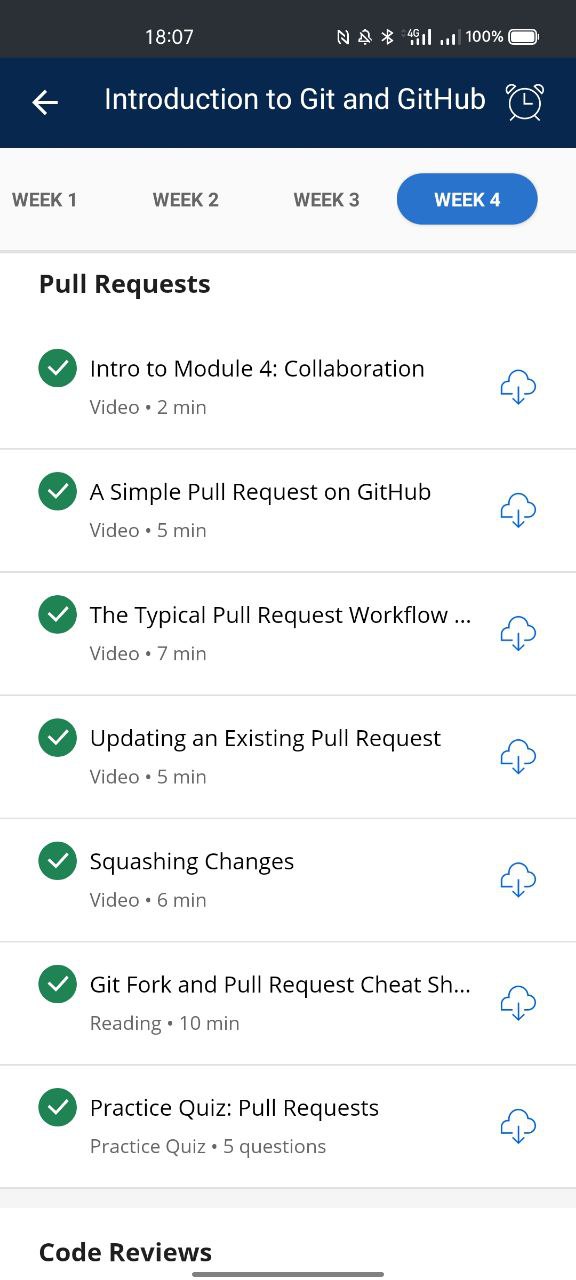 18:07
4G 100%
Introduction to Git and GitHub
WEEK 1 WEEK 2 WEEK 3 WEEK 4
Pull Requests
Intro to Module 4: Collaboration
Video • 2 min
A Simple Pull Request on GitHub
Video • 5 min
The Typical Pull Request Workflow ...
Video • 7 min
Updating an Existing Pull Request
Video • 5 min
Squashing Changes
Video • 6 min
Git Fork and Pull Request Cheat Sh...
Reading • 10 min
Practice Quiz: Pull Requests
Practice Quiz • 5 questions
Code Reviews